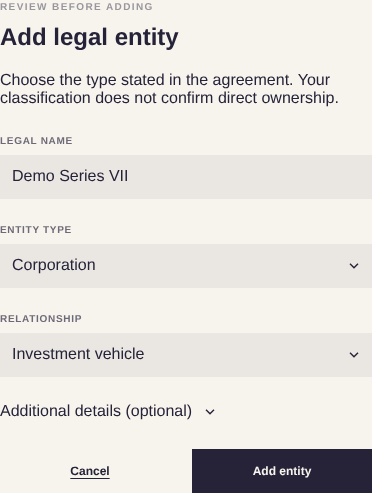 REVIEW BEFORE ADDING
Add legal entity
Choose the type stated in the agreement. Your
classification does not confirm direct ownership.
LEGAL NAME
Demo Series VII
ENTITY TYPE
Corporation
RELATIONSHIP
Investment vehicle
Additional details (optional)
Cancel
Add entity